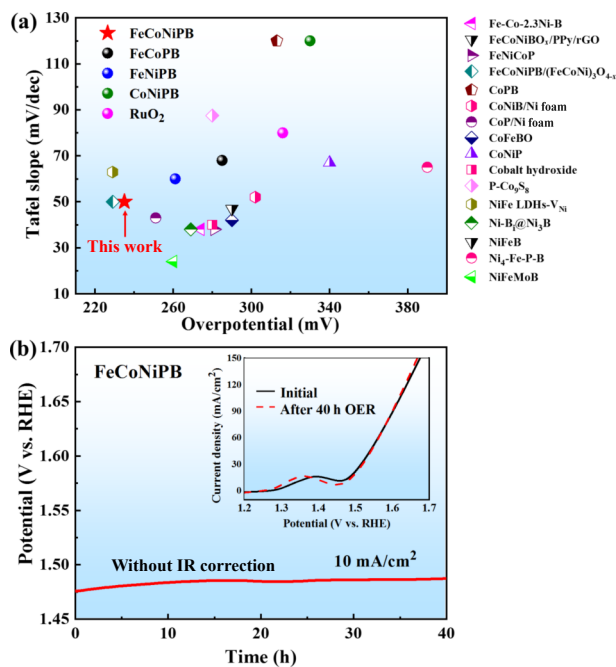 (a)
FeCoNiPB
FeCoPB
FeNiPB
CoNiPB
RuO₂
This work
Tafel slope (mV/dec)
130
110
90
70
50
30
10
220
260
300
340
380
Overpotential (mV)
Fe-Co-2.3Ni-B
FeCoNiBOₓ/PPy/rGO
FeNiCoP
FeCoNiPB/(FeCoNi)₃O₄₋ₓ
CoPB
CoNiB/Ni foam
CoP/Ni foam
CoFeBO
CoNiP
Cobalt hydroxide
P-Co₉S₈
NiFe LDHs-V_Ni
Ni-Bᵢ@Ni₃B
NiFeB
Ni₄-Fe-P-B
NiFeMoB
(b)
FeCoNiPB
Potential (V vs. RHE)
1.70
1.65
1.60
1.55
1.50
1.45
Without IR correction
10 mA/cm²
0
10
20
30
40
Time (h)
Initial
After 40 h OER
Current density (mA/cm²)
150
120
90
60
30
0
1.2
1.3
1.4
1.5
1.6
1.7
Potential (V vs. RHE)